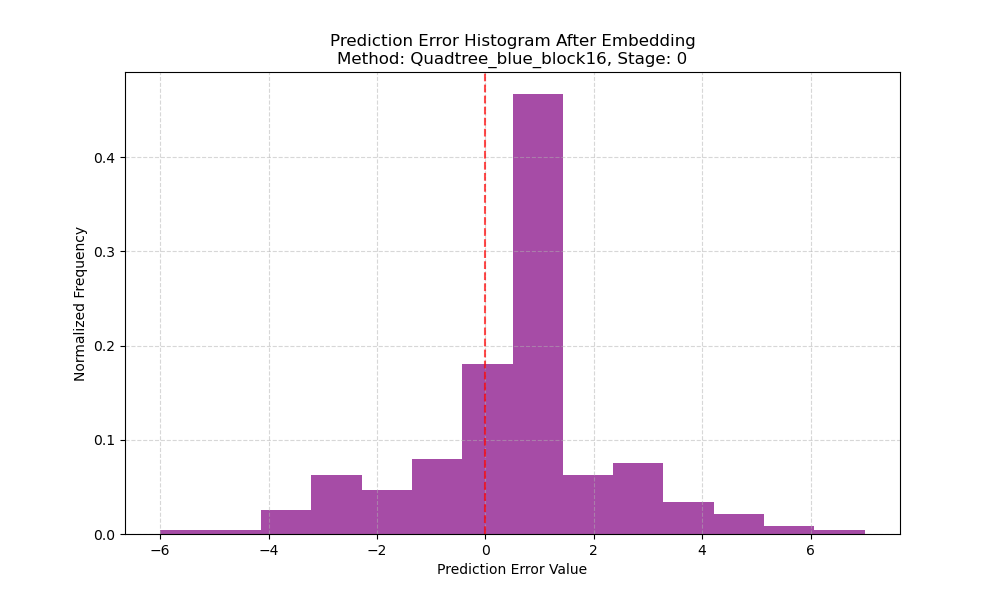 Prediction Error Histogram After Embedding
Method: Quadtree_blue_block16, Stage: 0
Normalized Frequency
0.4
0.3
0.2
0.1
0.0
−6 −4 −2 0 2 4 6
Prediction Error Value